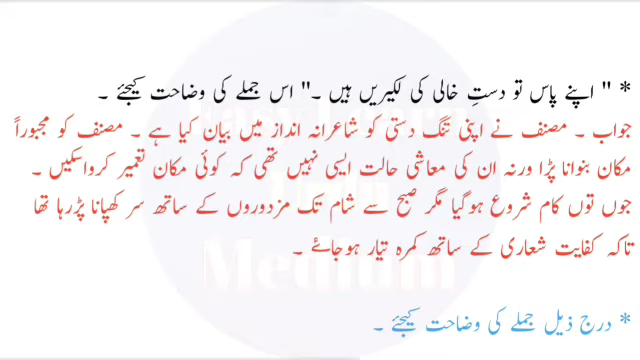 * " اپنے پاس تو دستِ خالی کی لکیریں ہیں ۔" اس جملے کی وضاحت کیجئے ۔
جواب ۔ مصنف نے اپنی تنگ دستی کو شاعرانہ انداز میں بیان کیا ہے ۔ مصنف کو مجبوراً
مکان بنوانا پڑا ورنہ ان کی معاشی حالت ایسی نہیں تھی کہ کوئی مکان تعمیر کرواسکیں ۔
جوں توں کام شروع ہوگیا مگر صبح سے شام تک مزدوروں کے ساتھ سر کھپانا پڑرہا تھا
تاکہ کفایت شعاری کے ساتھ کمرہ تیار ہوجائے ۔
* درج ذیل جملے کی وضاحت کیجئے ۔
Medium